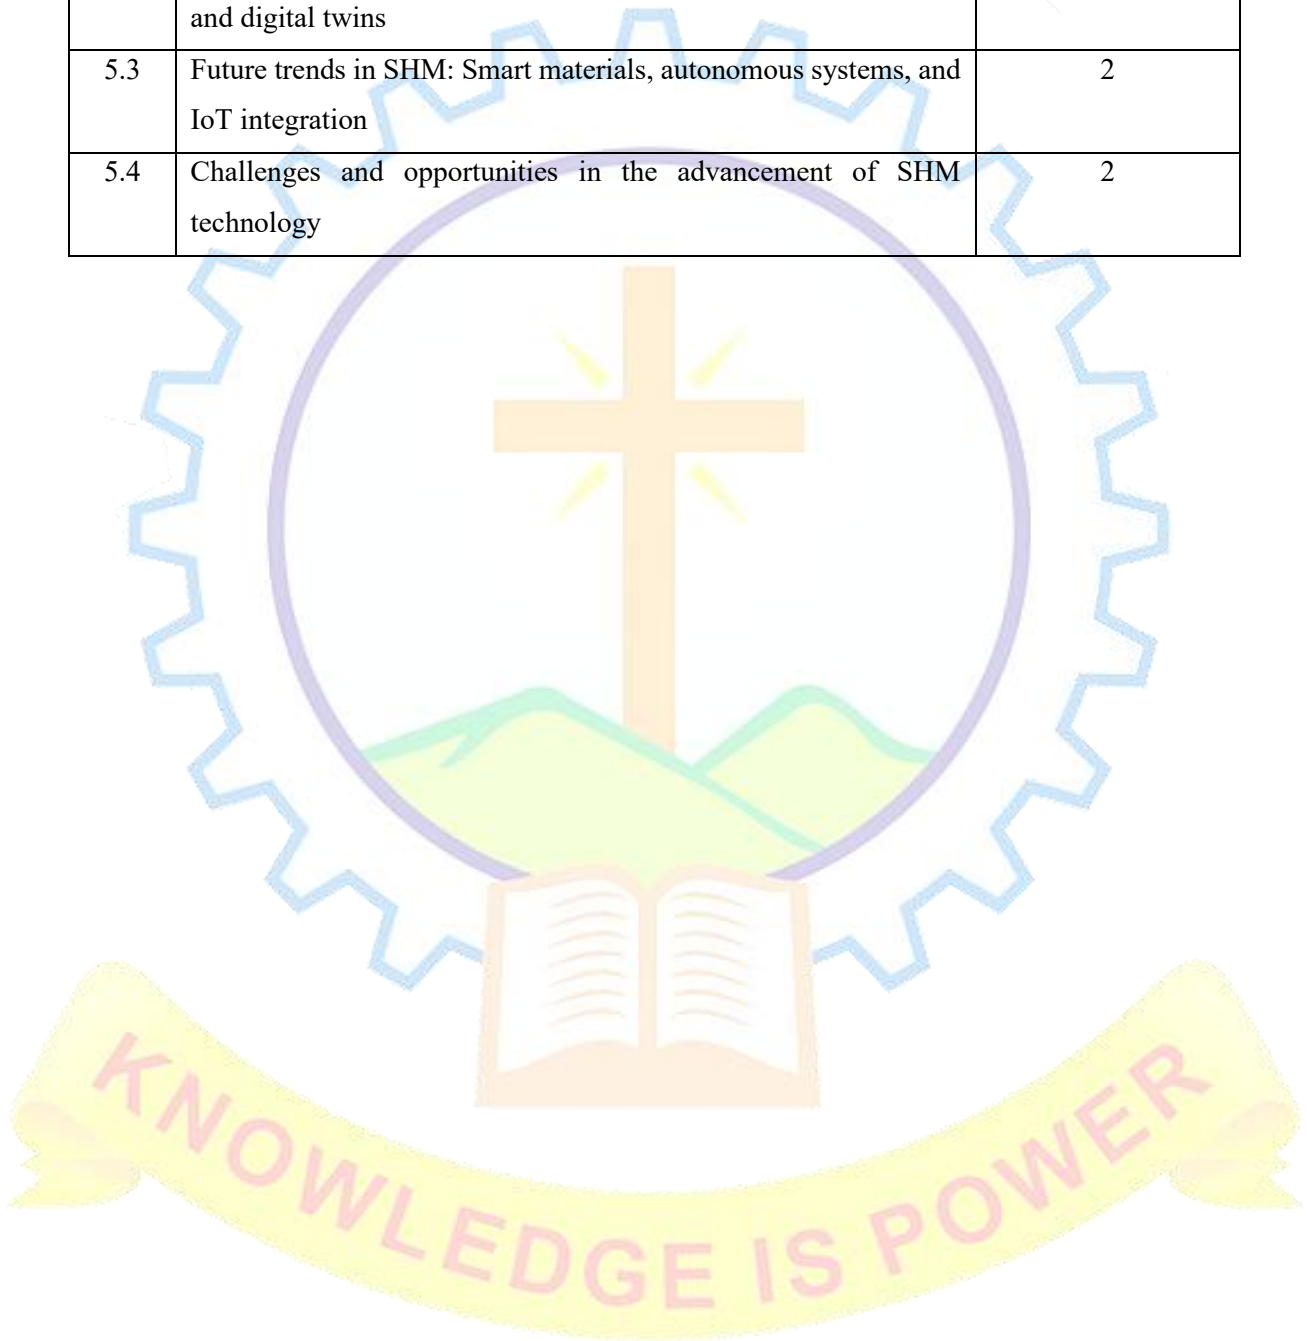 and digital twins
5.3 Future trends in SHM: Smart materials, autonomous systems, and 2
IoT integration
5.4 Challenges and opportunities in the advancement of SHM 2
technology
KNOWLEDGE IS POWER